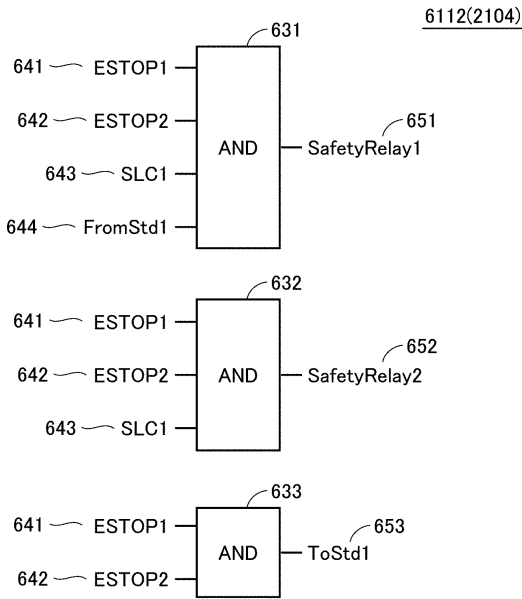 6112(2104)
631
641 ESTOP1
642 ESTOP2
643 SLC1
644 FromStd1
AND
SafetyRelay1 651
632
641 ESTOP1
642 ESTOP2
643 SLC1
AND
SafetyRelay2 652
633
641 ESTOP1
642 ESTOP2
AND
ToStd1 653